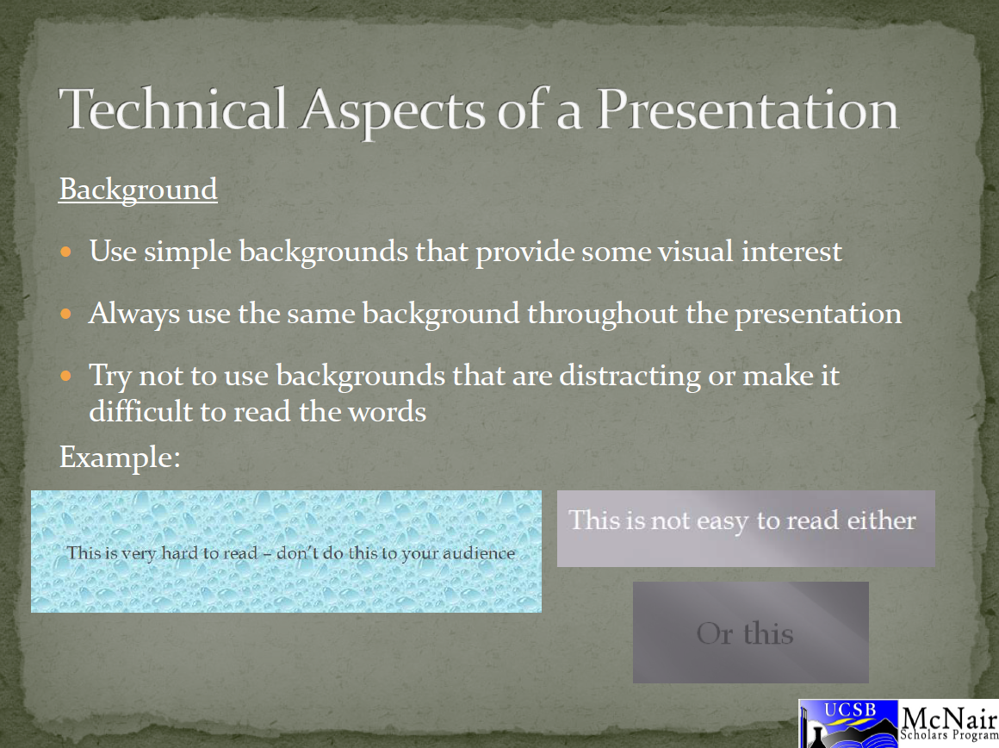 Technical Aspects of a Presentation
Background
• Use simple backgrounds that provide some visual interest
• Always use the same background throughout the presentation
• Try not to use backgrounds that are distracting or make it
difficult to read the words
Example:
This is very hard to read – don’t do this to your audience
This is not easy to read either
Or this
UCSB
McNair
Scholars Program